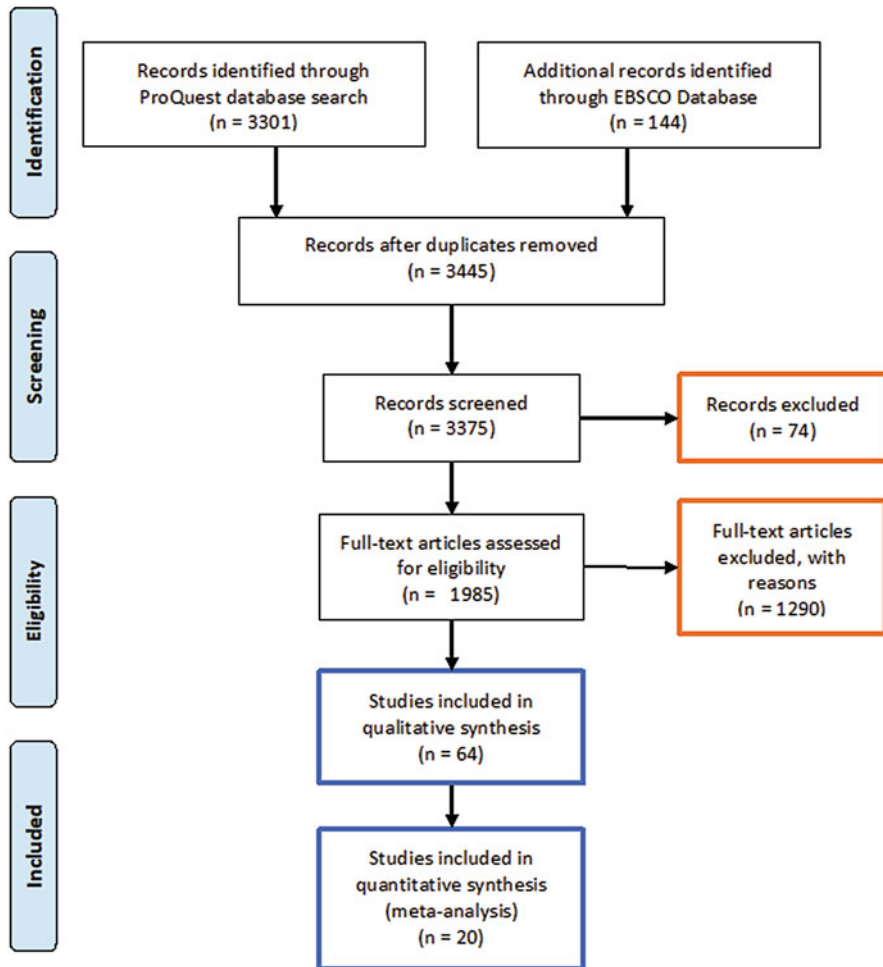 Identification
Records identified through
ProQuest database search
(n = 3301)
Additional records identified
through EBSCO Database
(n = 144)
Records after duplicates removed
(n = 3445)
Screening
Records screened
(n = 3375)
Records excluded
(n = 74)
Eligibility
Full-text articles assessed
for eligibility
(n = 1985)
Full-text articles
excluded, with
reasons
(n = 1290)
Studies included in
qualitative synthesis
(n = 64)
Included
Studies included in
quantitative synthesis
(meta-analysis)
(n = 20)